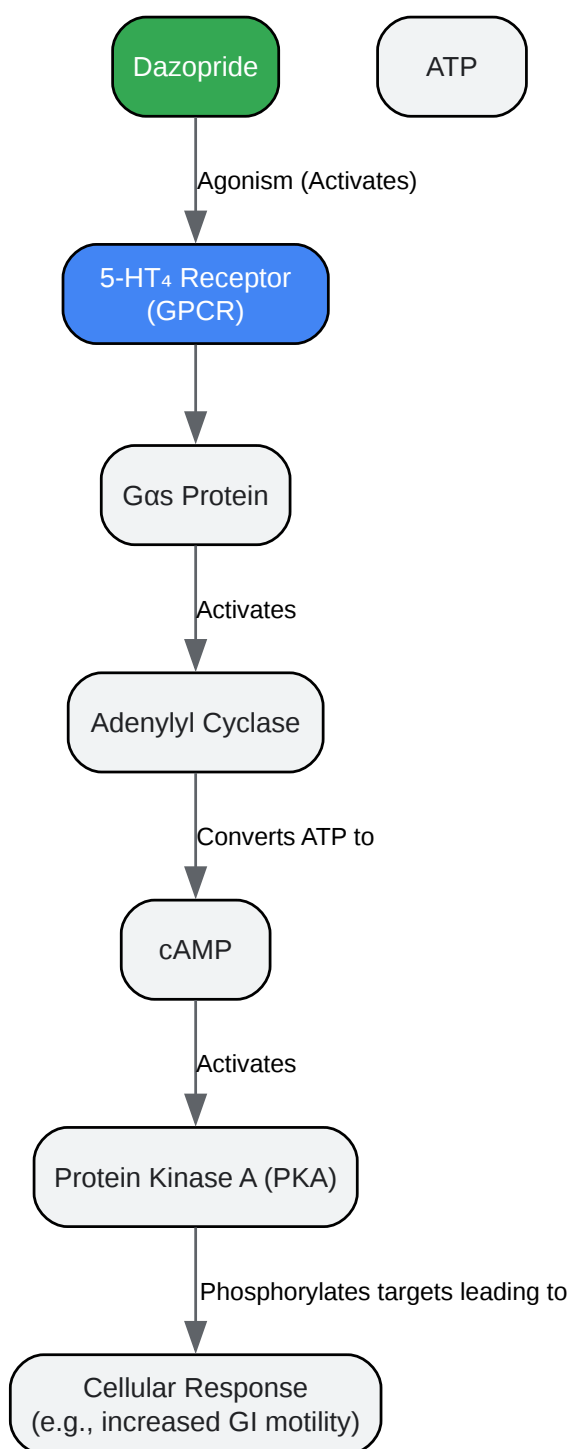 Dazopride
ATP
Agonism (Activates)
5-HT₄ Receptor
(GPCR)
Gαs Protein
Activates
Adenylyl Cyclase
Converts ATP to
cAMP
Activates
Protein Kinase A (PKA)
Phosphorylates targets leading to
Cellular Response
(e.g., increased GI motility)